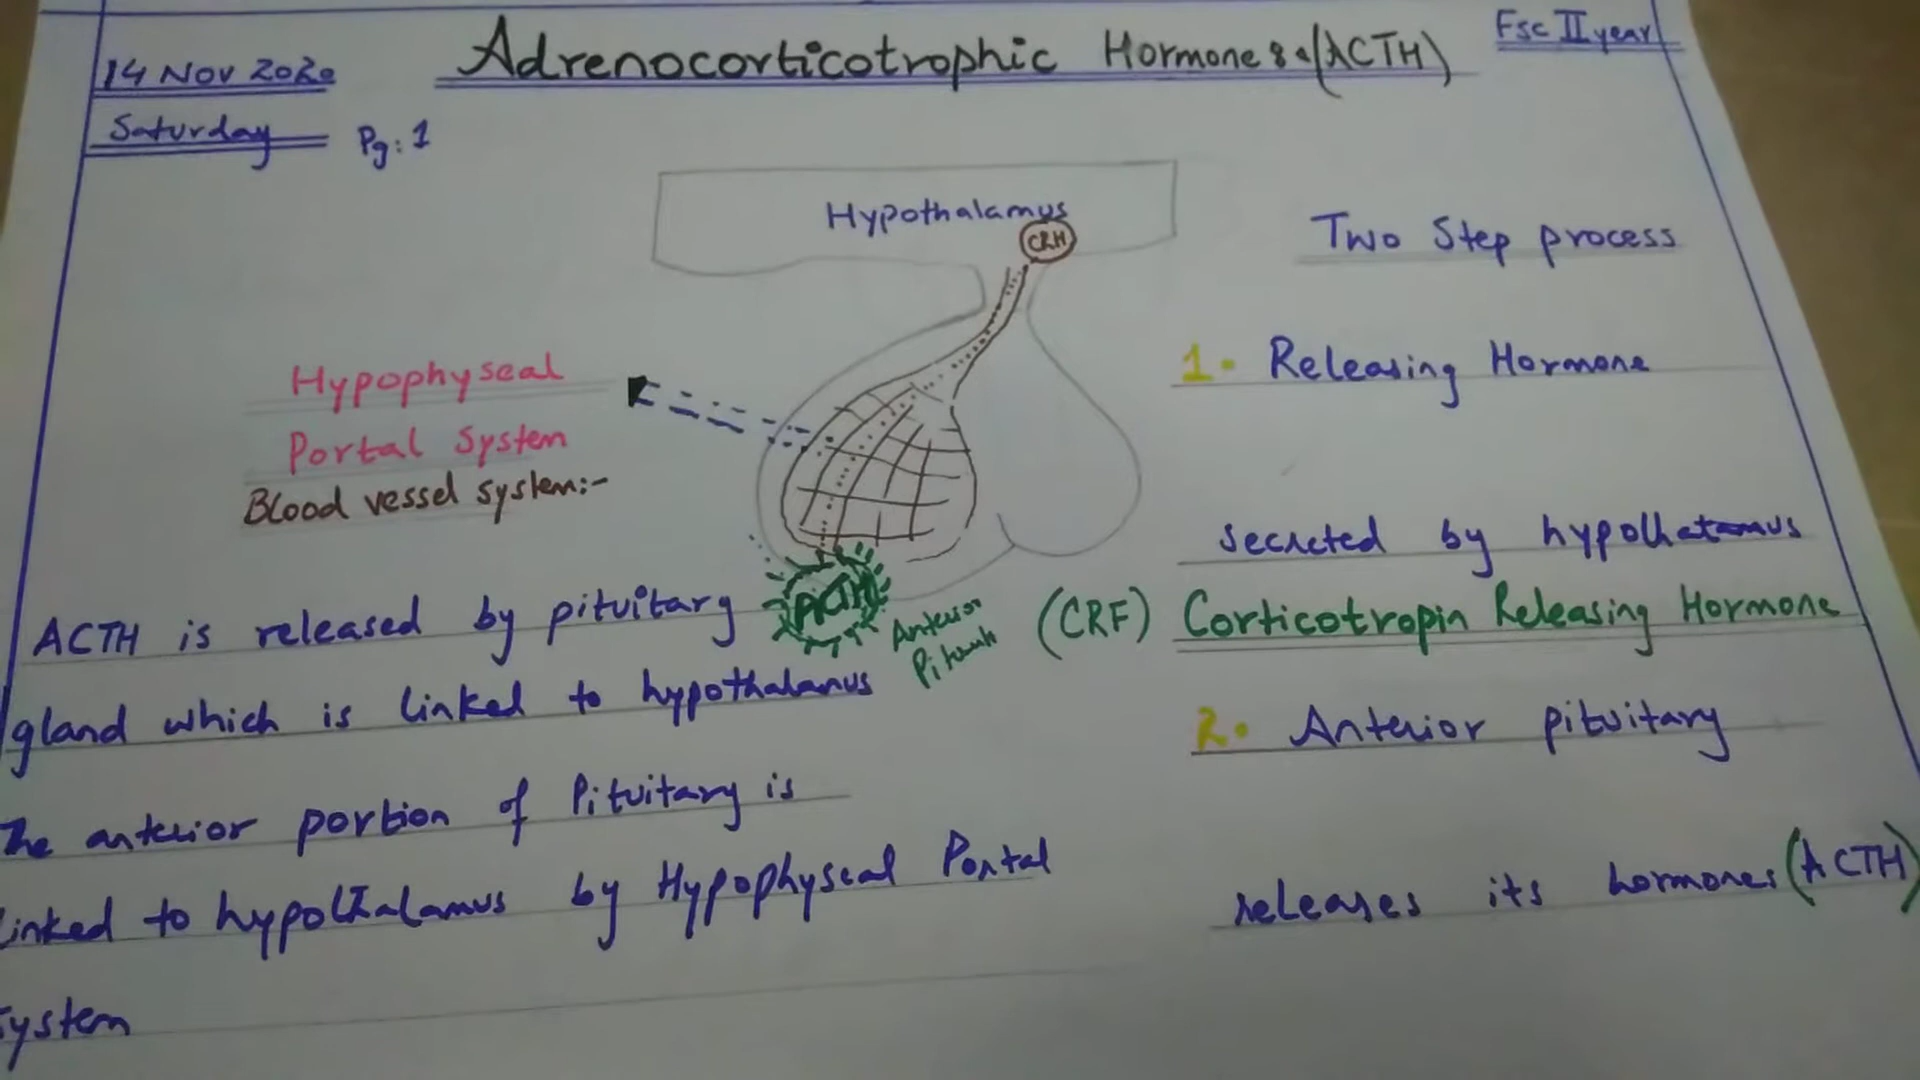 14 Nov 2020
Adrenocorticotrophic Hormone 8 (ACTH)
Fsc II year
Saturday
Pg: 1
Hypothalamus
CRH
Two Step process
Hypophyseal
Portal System
Blood vessel system:-
1. Releasing Hormone
secreted by hypothalamus
(CRF) Corticotropin Releasing Hormone
ACTH
Anterior
ACTH is released by pituitary
gland which is linked to hypothalamus
The anterior portion of Pituitary is
linked to hypothalamus by Hypophyseal Portal
system
2. Anterior pituitary
releases its hormones (ACTH)